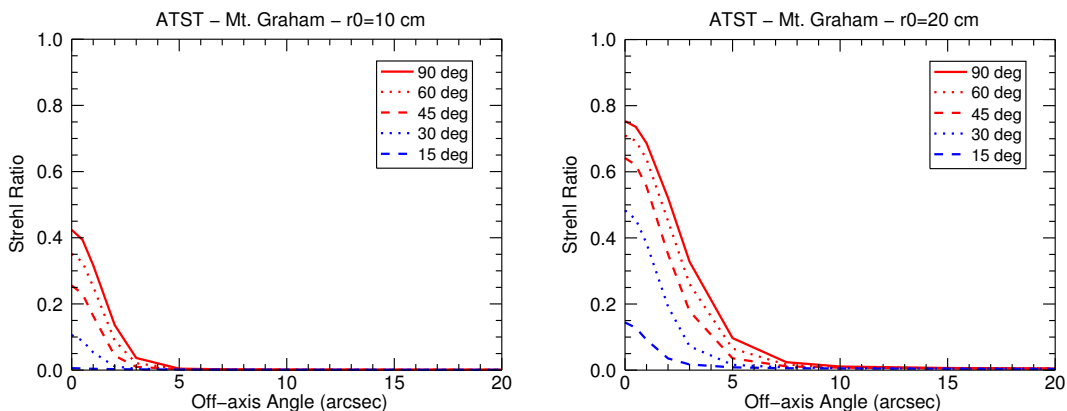 ATST − Mt. Graham − r0=10 cm
1.0
0.8
0.6
0.4
0.2
0.0
Strehl Ratio
90 deg
60 deg
45 deg
30 deg
15 deg
0 5 10 15 20
Off−axis Angle (arcsec)
ATST − Mt. Graham − r0=20 cm
1.0
0.8
0.6
0.4
0.2
0.0
Strehl Ratio
90 deg
60 deg
45 deg
30 deg
15 deg
0 5 10 15 20
Off−axis Angle (arcsec)